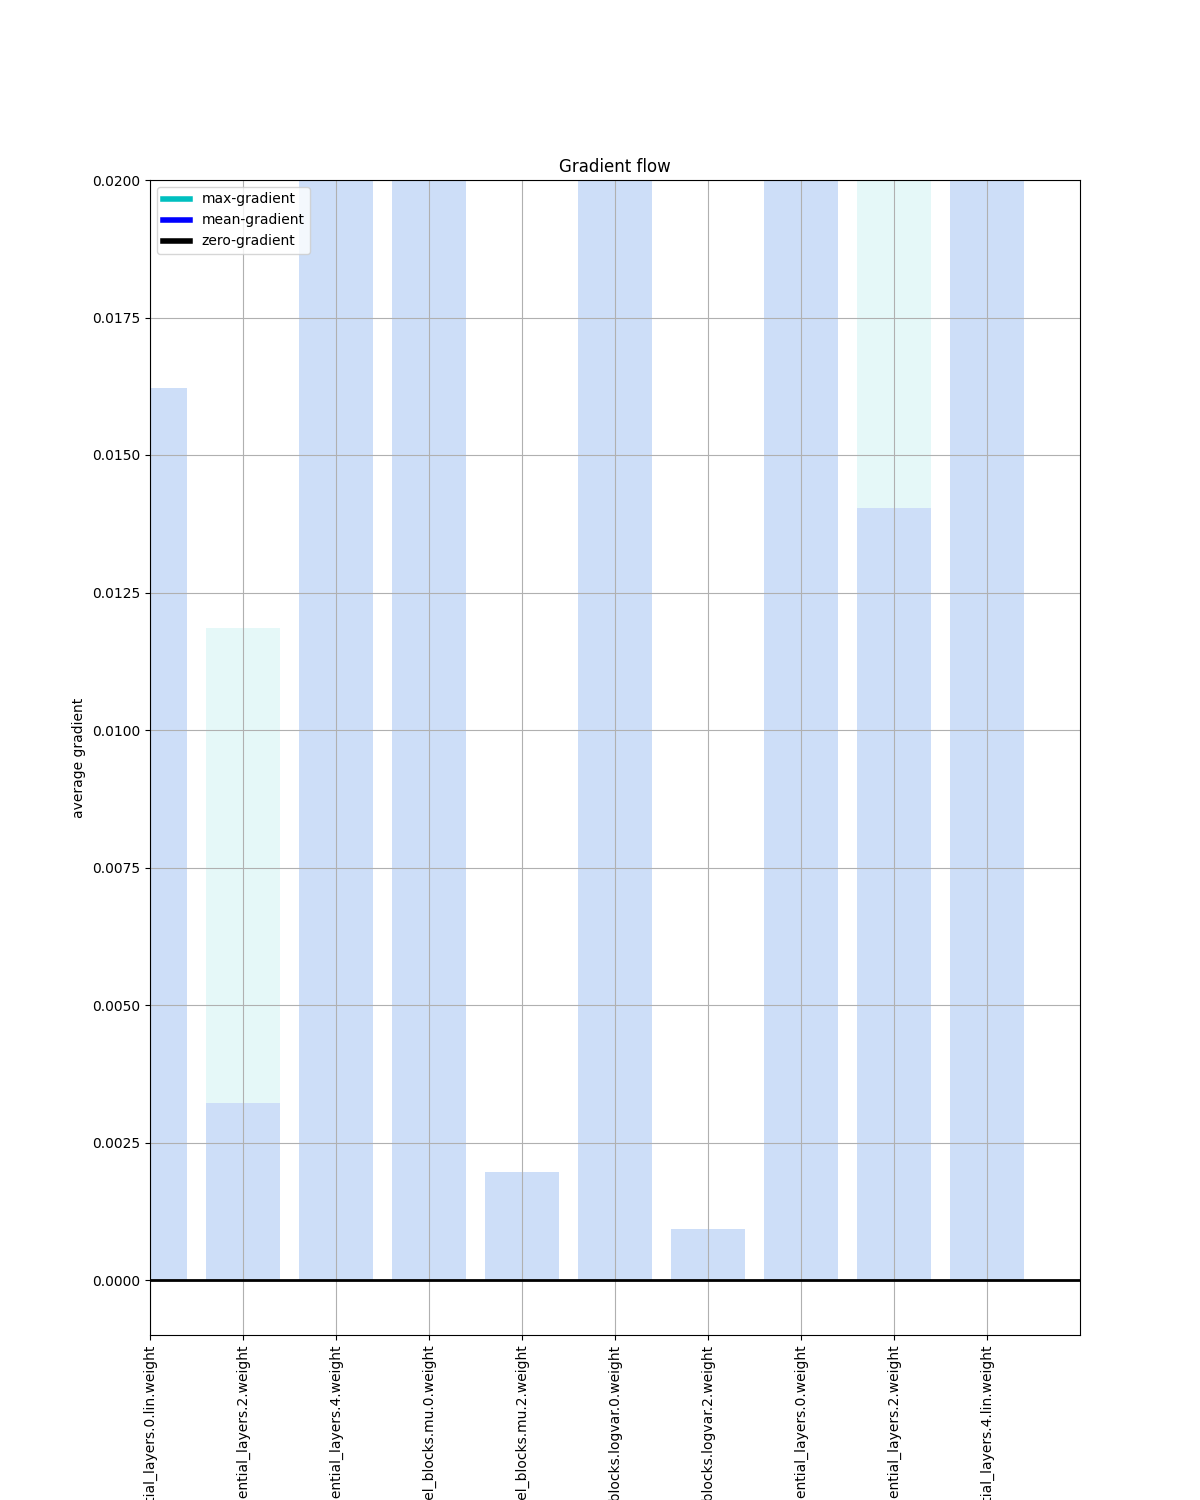 Gradient flow
max-gradient
mean-gradient
zero-gradient
0.0200
0.0175
0.0150
0.0125
0.0100
0.0075
0.0050
0.0025
0.0000
average gradient
tial_layers.0.lin.weight
ential_layers.2.weight
ential_layers.4.weight
el_blocks.mu.0.weight
el_blocks.mu.2.weight
blocks.logvar.0.weight
blocks.logvar.2.weight
ential_layers.0.weight
ential_layers.2.weight
tial_layers.4.lin.weight